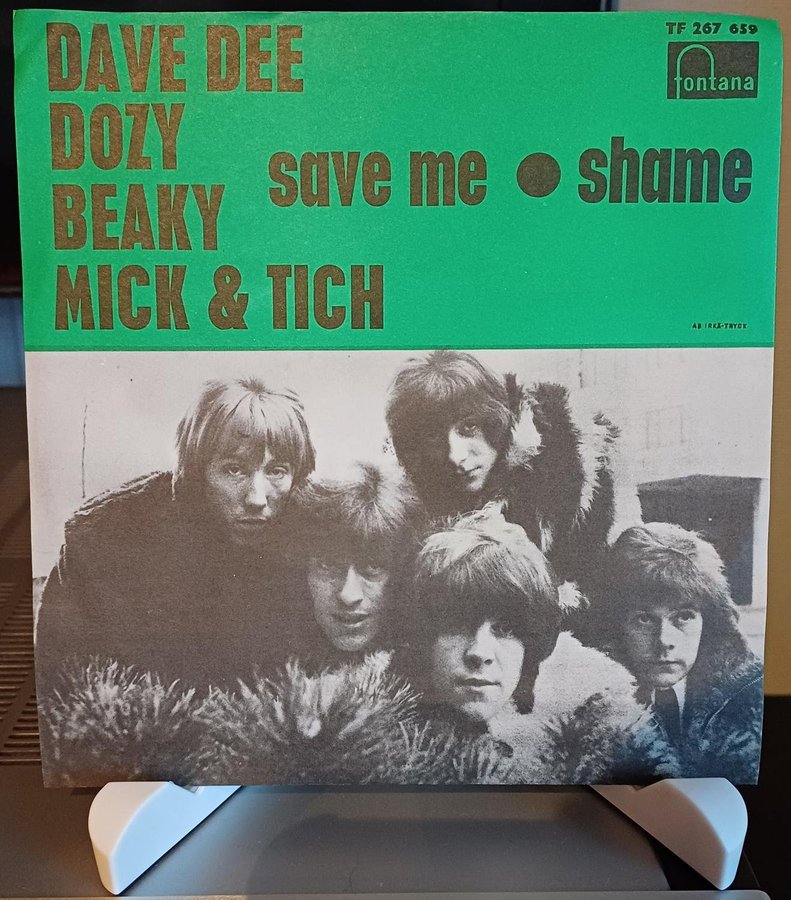 TF 267 659
fontana
DAVE DEE
DOZY
BEAKY
MICK & TICH
save me ● shame
AB IRKÅ-TRYCK